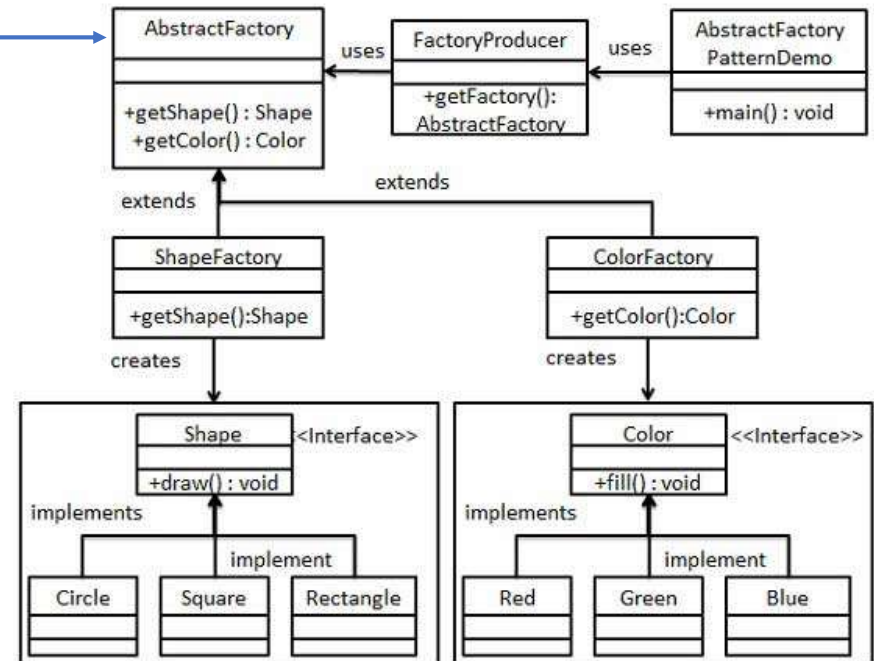 AbstractFactory
+getShape() : Shape
+getColor() : Color
uses
FactoryProducer
+getFactory():
AbstractFactory
uses
AbstractFactory
PatternDemo
+main() : void
extends
extends
ShapeFactory
+getShape():Shape
ColorFactory
+getColor():Color
creates
creates
Shape
<<Interface>>
+draw() : void
implements
implement
Circle
Square
Rectangle
Color
<<Interface>>
+fill() : void
implements
implement
Red
Green
Blue